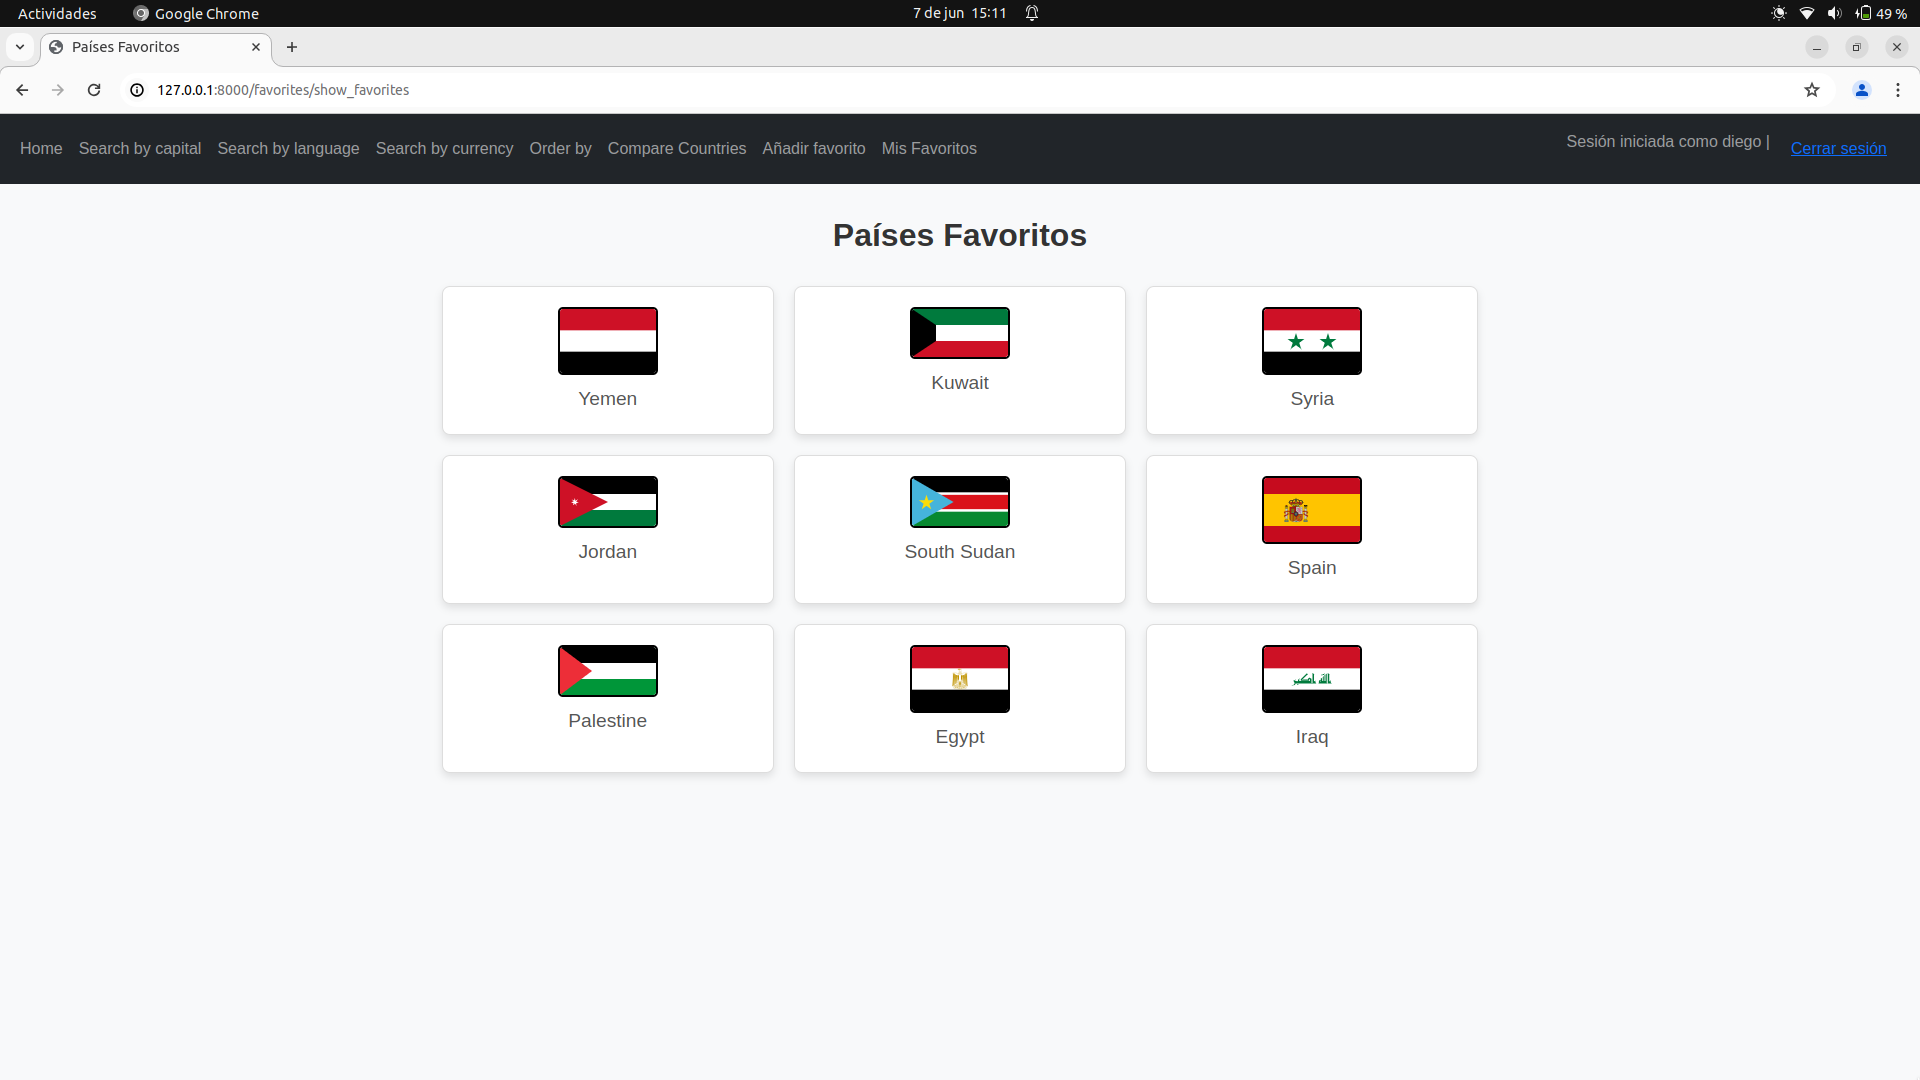 Actividades
Google Chrome
7 de jun 15:11
49 %
Países Favoritos
127.0.0.1:8000/favorites/show_favorites
Home
Search by capital
Search by language
Search by currency
Order by
Compare Countries
Añadir favorito
Mis Favoritos
Sesión iniciada como diego |
Cerrar sesión
Países Favoritos
Yemen
Kuwait
Syria
Jordan
South Sudan
Spain
Palestine
Egypt
الله اكبر
Iraq